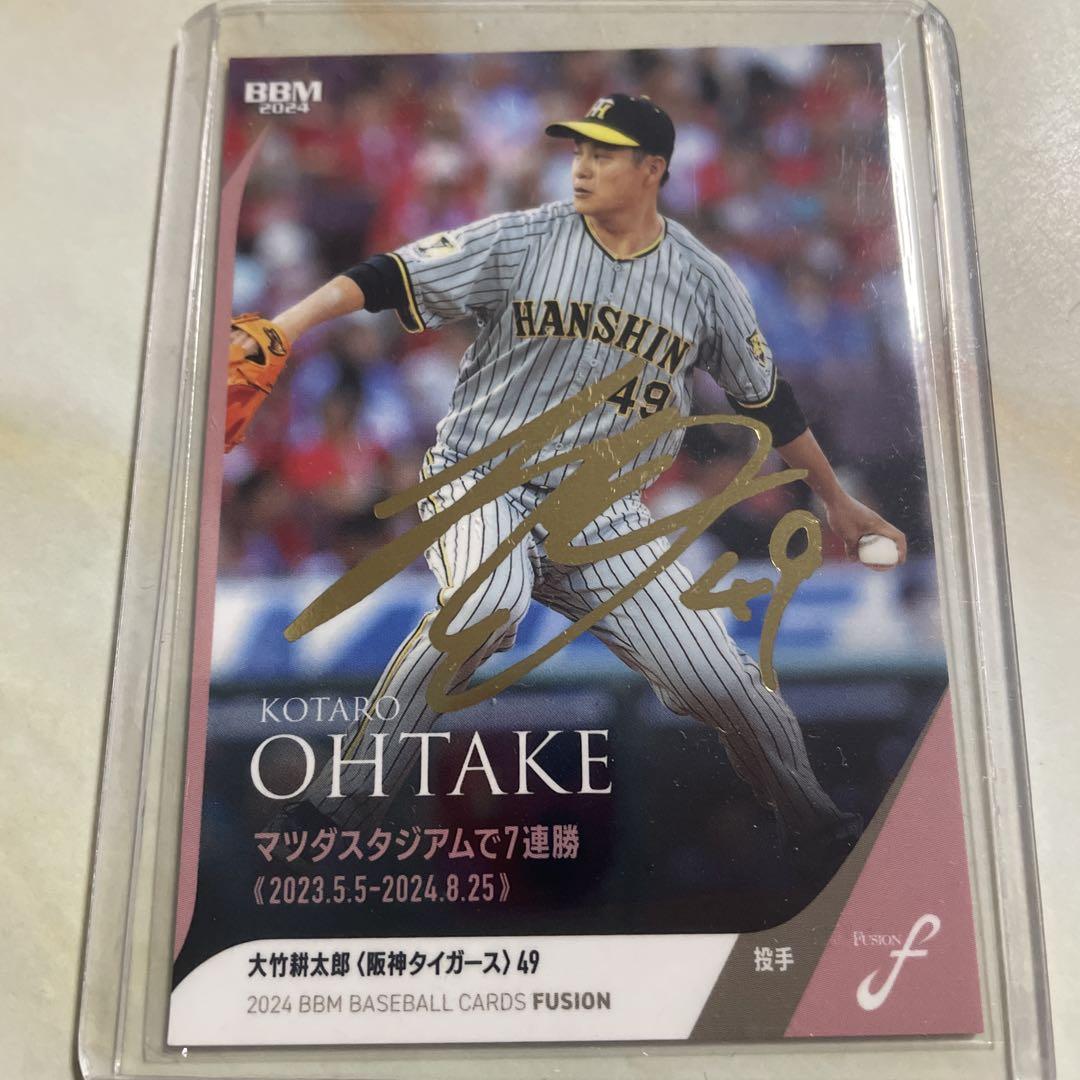 BBM
2024
HANSHIN
49
49
KOTARO
OHTAKE
マツダスタジアムで7連勝
《2023.5.5-2024.8.25》
大竹耕太郎〈阪神タイガース〉49
2024 BBM BASEBALL CARDS FUSION
投手
FUSION
f